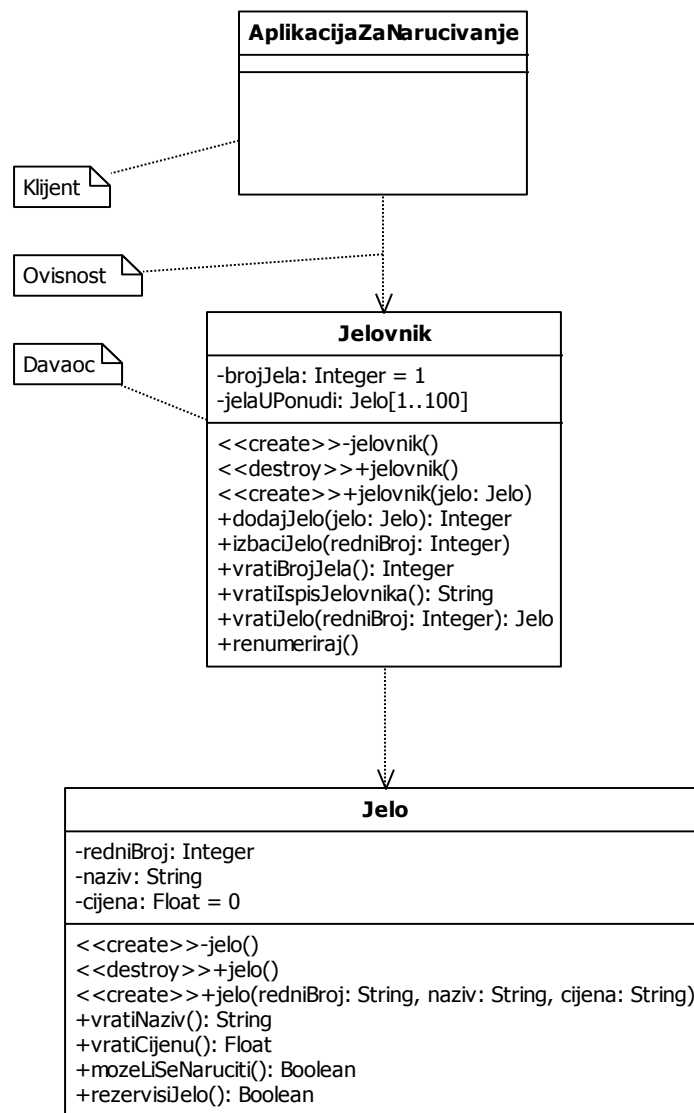 AplikacijaZaNarucivanje
Klijent
Ovisnost
Davaoc
Jelovnik
-brojJela: Integer = 1
-jelaUPonudi: Jelo[1..100]
<<create>>-jelovnik()
<<destroy>>+jelovnik()
<<create>>+jelovnik(jelo: Jelo)
+dodajJelo(jelo: Jelo): Integer
+izbaciJelo(redniBroj: Integer)
+vratiBrojJela(): Integer
+vratiIspisJelovnika(): String
+vratiJelo(redniBroj: Integer): Jelo
+renumeriraj()
Jelo
-redniBroj: Integer
-naziv: String
-cijena: Float = 0
<<create>>-jelo()
<<destroy>>+jelo()
<<create>>+jelo(redniBroj: String, naziv: String, cijena: String)
+vratiNaziv(): String
+vratiCijenu(): Float
+mozeLiSeNaruciti(): Boolean
+rezervisiJelo(): Boolean